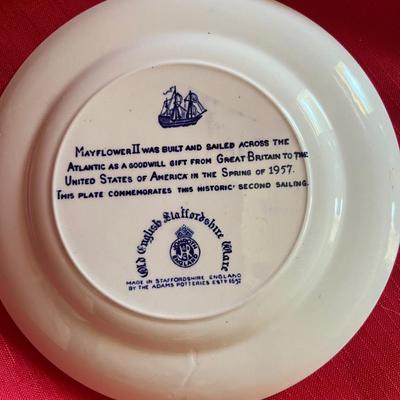 MAYFLOWER II WAS BUILT AND SAILED ACROSS THE
ATLANTIC AS A GOODWILL GIFT FROM GREAT BRITAIN TO THE
UNITED STATES OF AMERICA IN THE SPRING OF 1957.
THIS PLATE COMMEMORATES THIS HISTORIC SECOND SAILING.
Old English Staffordshire Ware
ENGLAND
MADE IN STAFFORDSHIRE ENGLAND
BY THE ADAMS POTTERIES ESTD 1657